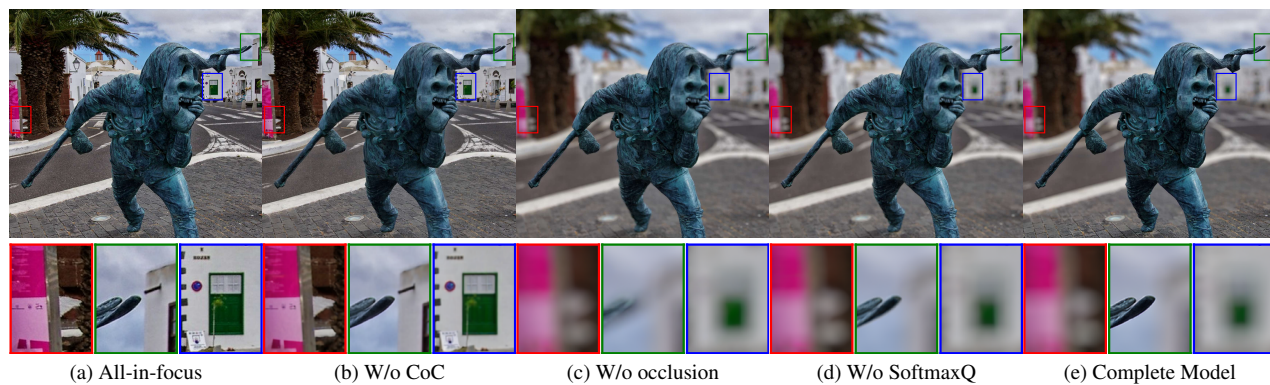 (a) All-in-focus
(b) W/o CoC
(c) W/o occlusion
(d) W/o SoftmaxQ
(e) Complete Model